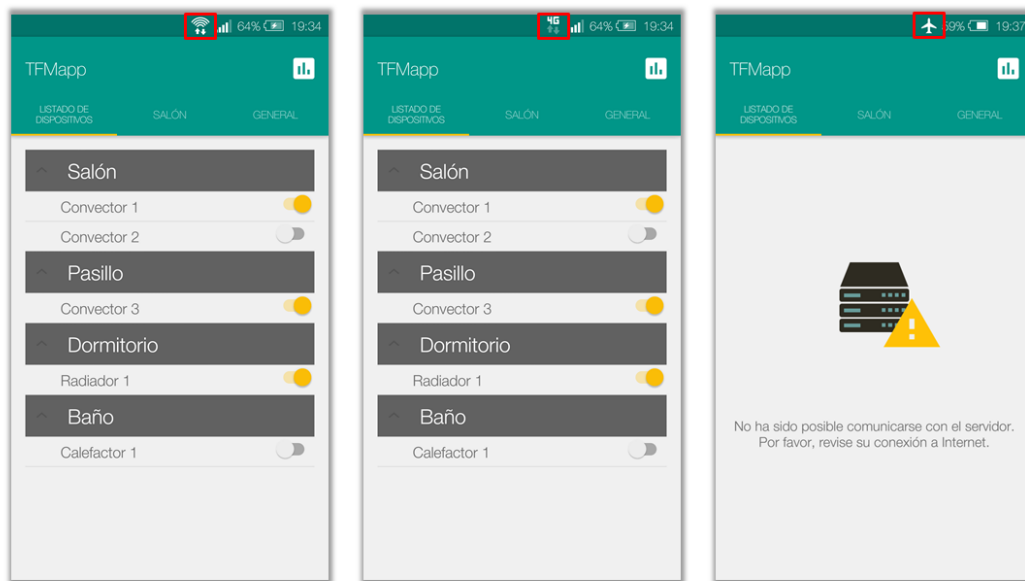 64% 19:34
TFMapp
LISTADO DE
DISPOSITIVOS SALÓN GENERAL
Salón
Convector 1
Convector 2
Pasillo
Convector 3
Dormitorio
Radiador 1
Baño
Calefactor 1
4G 64% 19:34
TFMapp
LISTADO DE
DISPOSITIVOS SALÓN GENERAL
Salón
Convector 1
Convector 2
Pasillo
Convector 3
Dormitorio
Radiador 1
Baño
Calefactor 1
59% 19:37
TFMapp
LISTADO DE
DISPOSITIVOS SALÓN GENERAL
No ha sido posible comunicarse con el servidor.
Por favor, revise su conexión a Internet.